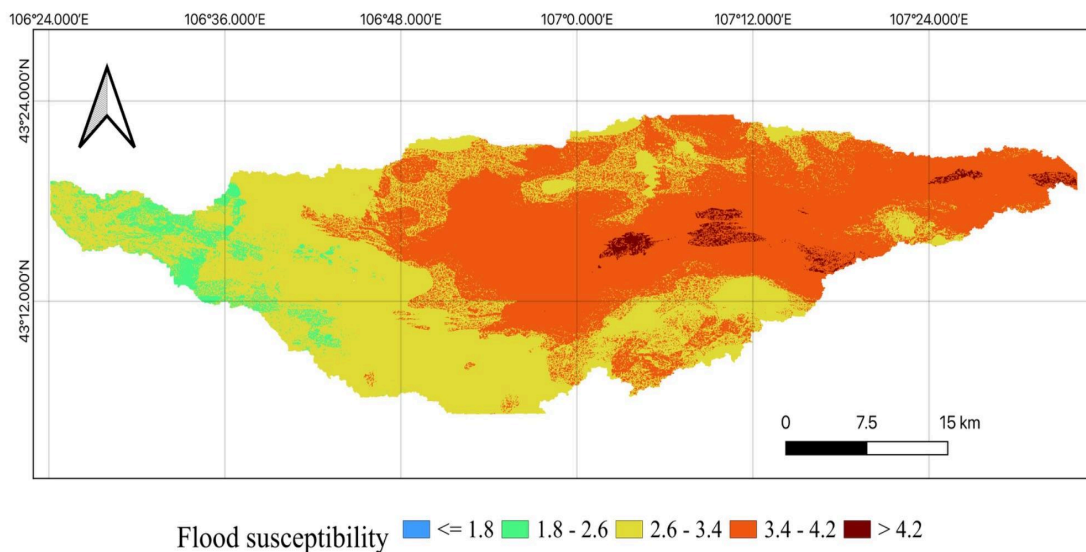 106°24.000'E 106°36.000'E 106°48.000'E 107°0.000'E 107°12.000'E 107°24.000'E
43°24.000'N
43°12.000'N
0 7.5 15 km
Flood susceptibility <= 1.8 1.8 - 2.6 2.6 - 3.4 3.4 - 4.2 > 4.2